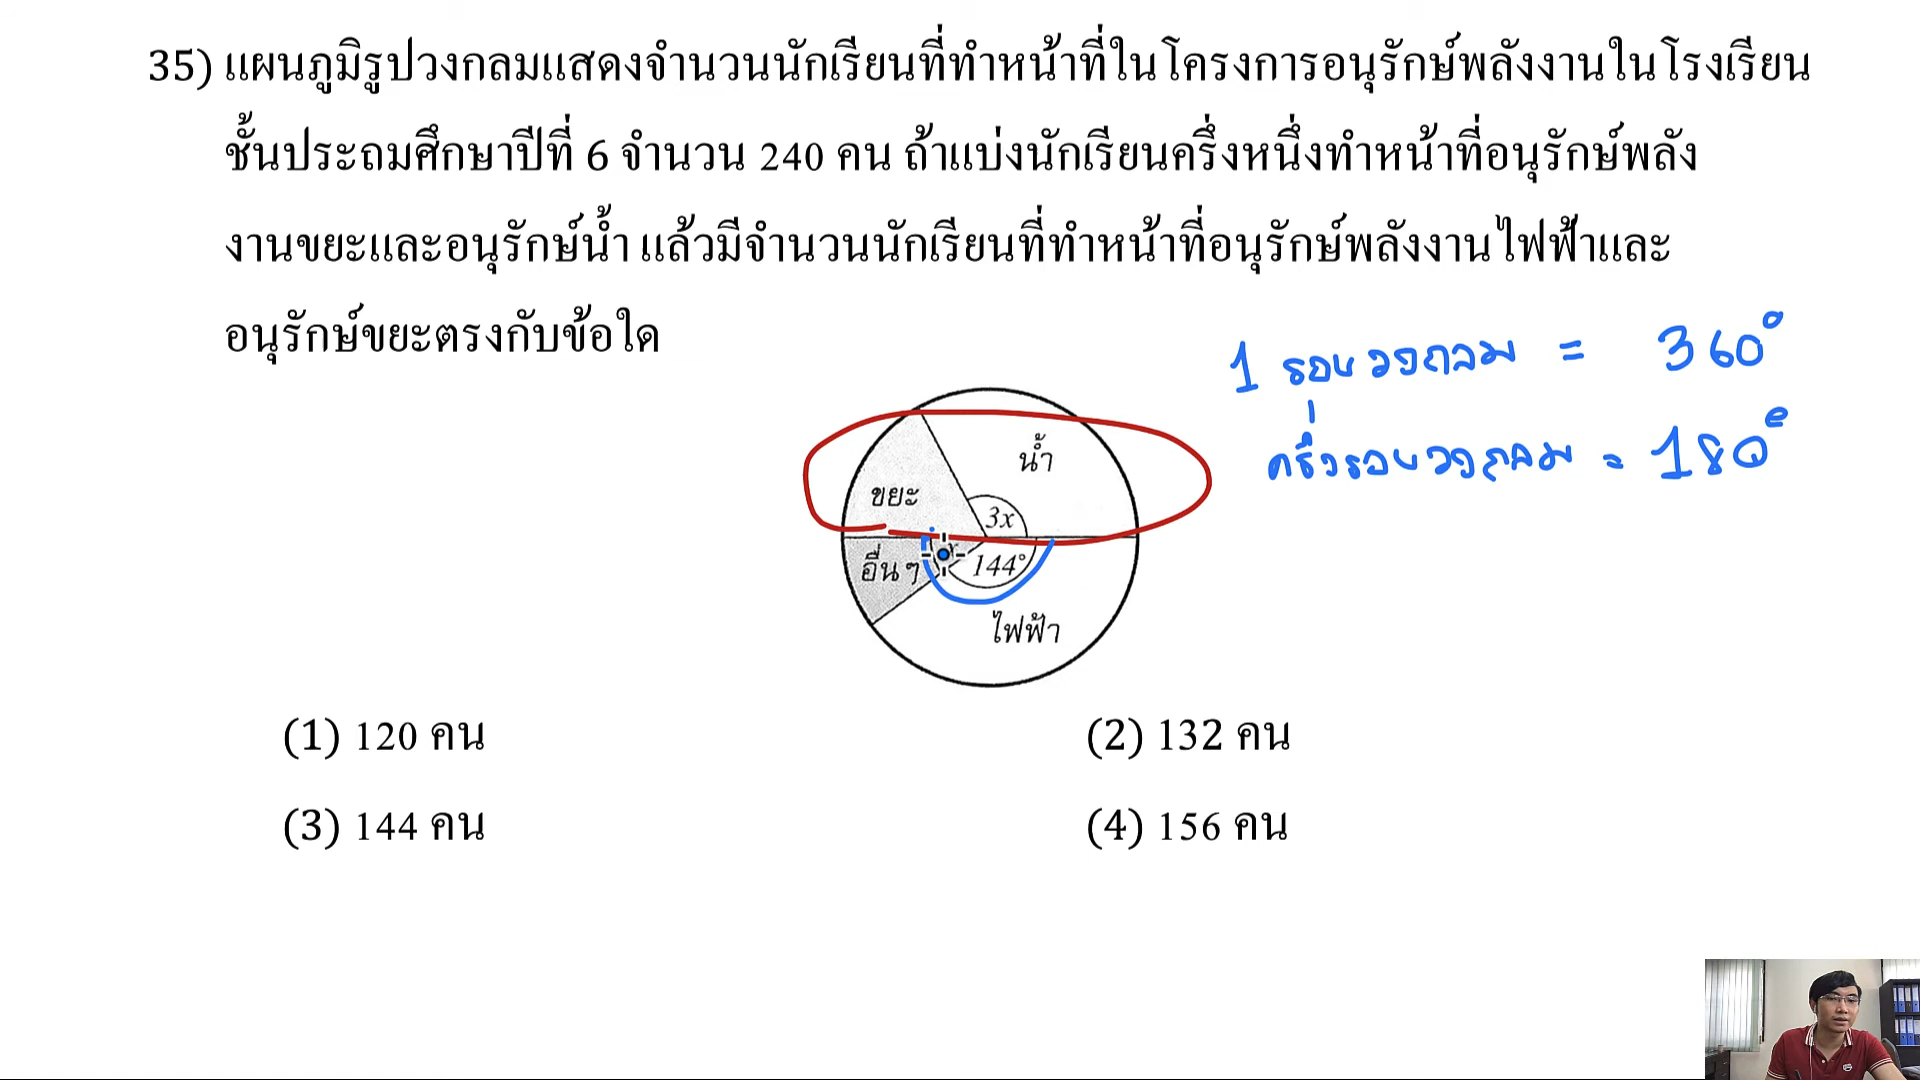 35) แผนภูมิรูปวงกลมแสดงจำนวนนักเรียนที่ทำหน้าที่ในโครงการอนุรักษ์พลังงานในโรงเรียน
ชั้นประถมศึกษาปีที่ 6 จำนวน 240 คน ถ้าแบ่งนักเรียนครึ่งหนึ่งทำหน้าที่อนุรักษ์พลัง
งานขยะและอนุรักษ์น้ำ แล้วมีจำนวนนักเรียนที่ทำหน้าที่อนุรักษ์พลังงานไฟฟ้าและ
อนุรักษ์ขยะตรงกับข้อใด
1 รอบวงกลม = 360°
ครึ่งรอบวงกลม = 180°
น้ำ
ขยะ
3x
อื่น ๆ
144°
ไฟฟ้า
(1) 120 คน
(2) 132 คน
(3) 144 คน
(4) 156 คน